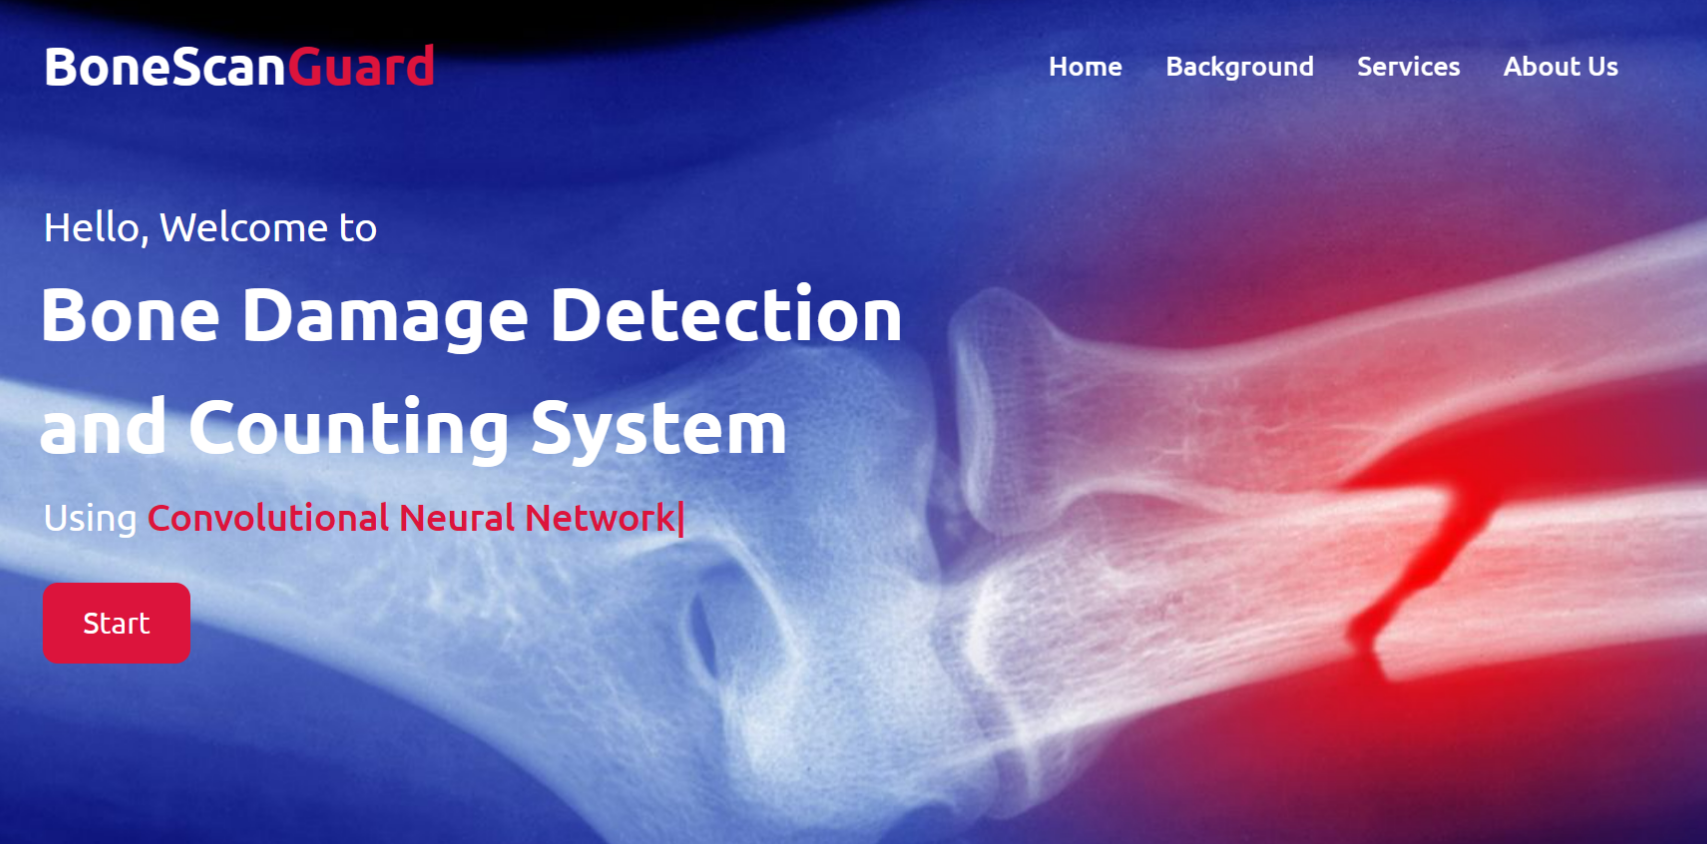 BoneScanGuard
Home Background Services About Us
Hello, Welcome to
Bone Damage Detection
and Counting System
Using Convolutional Neural Network|
Start